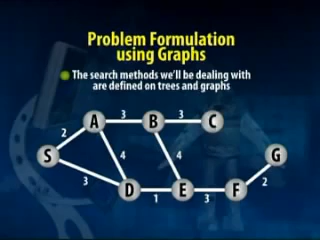 Problem Formulation
using Graphs
The search methods we'll be dealing with
are defined on trees and graphs
A 3 B 3 C
2
S 4 4 G
3 2
D 1 E 3 F